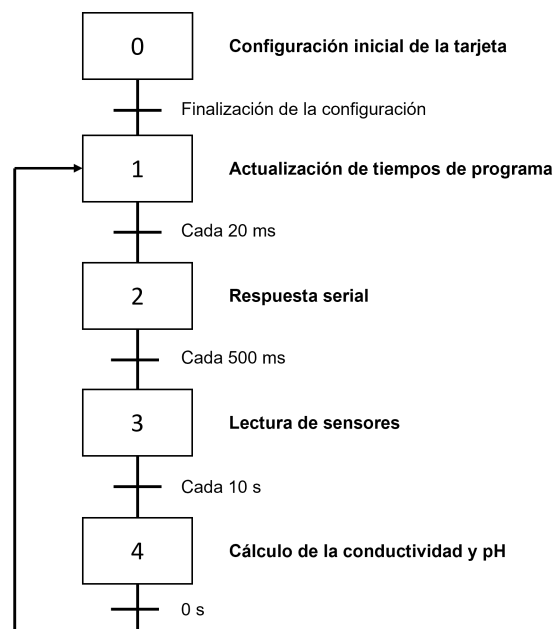 0
Configuración inicial de la tarjeta
Finalización de la configuración
1
Actualización de tiempos de programa
Cada 20 ms
2
Respuesta serial
Cada 500 ms
3
Lectura de sensores
Cada 10 s
4
Cálculo de la conductividad y pH
0 s